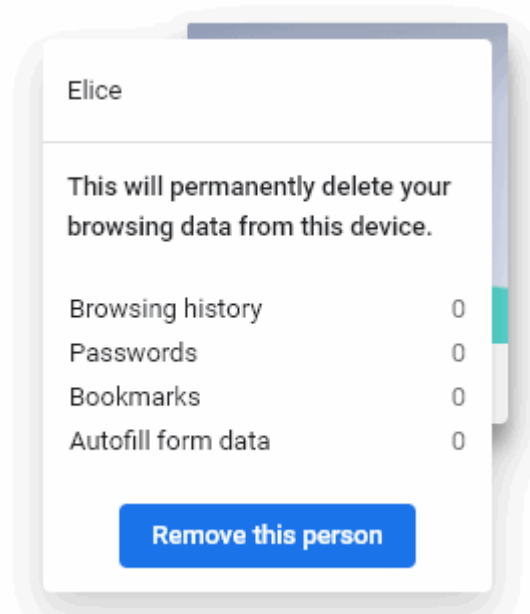 Elice
This will permanently delete your
browsing data from this device.
Browsing history 0
Passwords 0
Bookmarks 0
Autofill form data 0
Remove this person